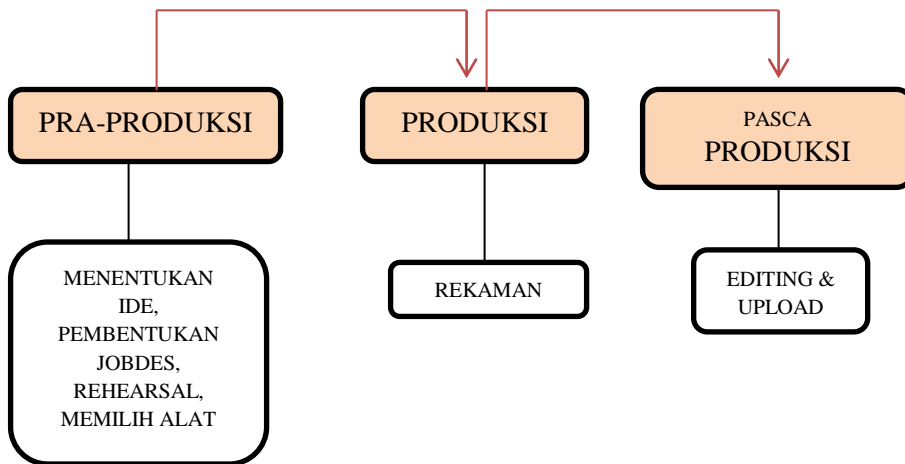 PRA-PRODUKSI
PRODUKSI
PASCA
PRODUKSI
MENENTUKAN
IDE,
PEMBENTUKAN
JOBDES,
REHEARSAL,
MEMILIH ALAT
REKAMAN
EDITING &
UPLOAD